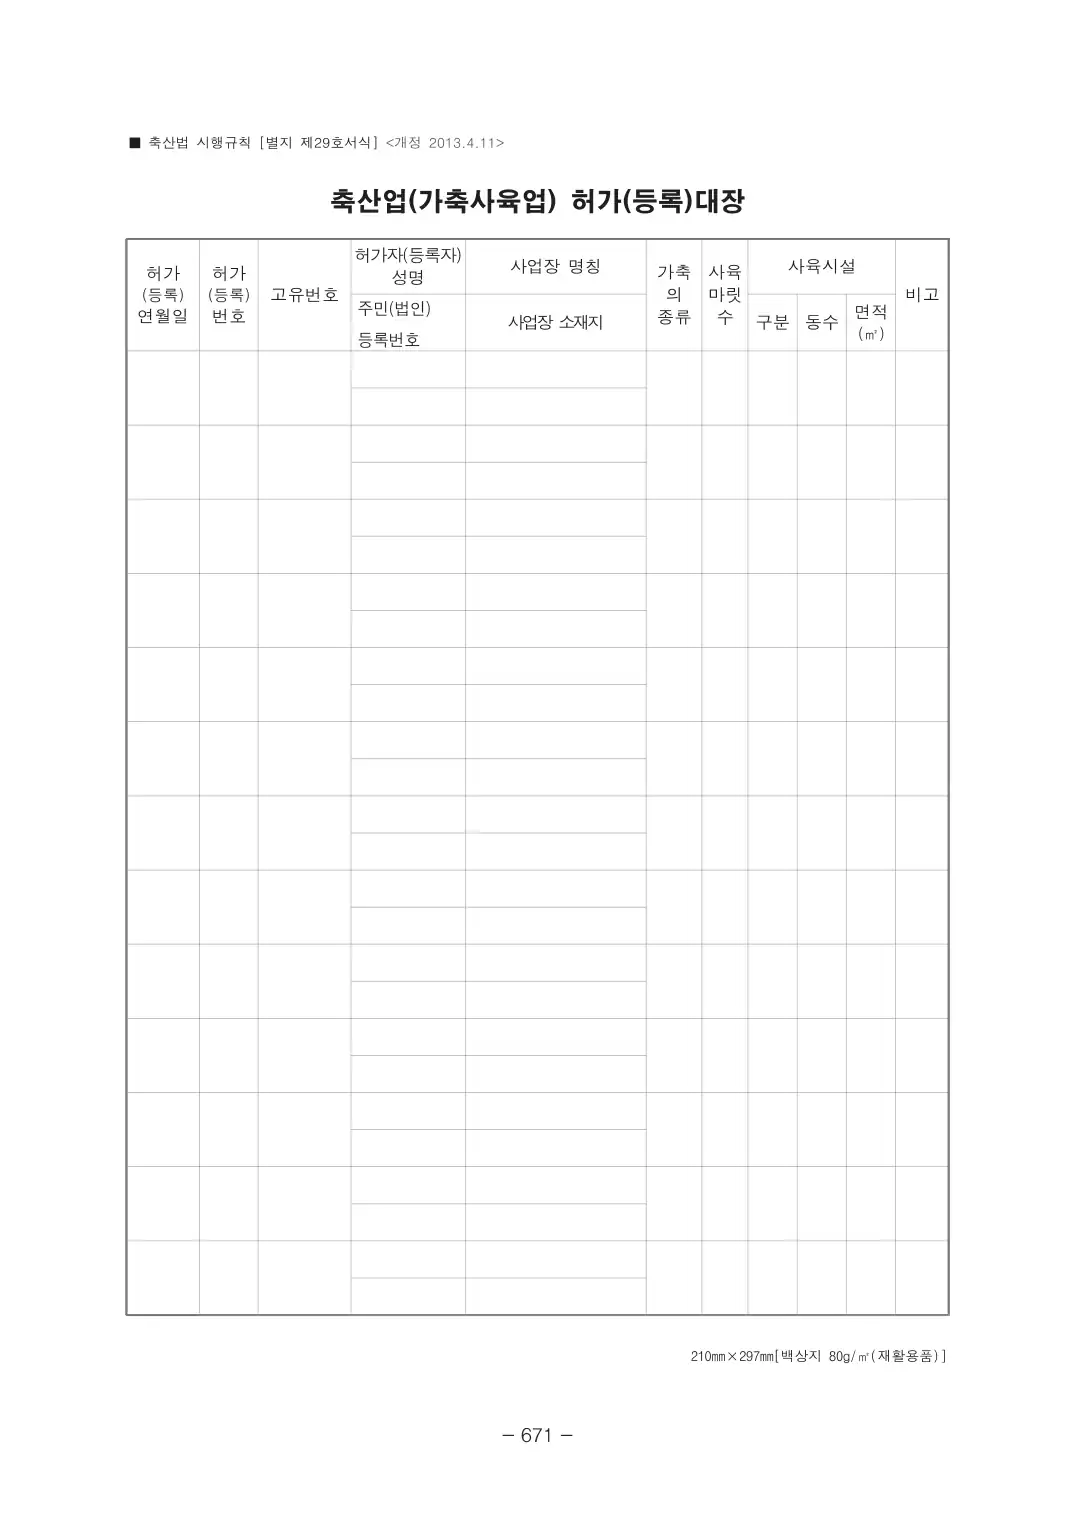 ■ 축산법 시행규칙 [별지 제29호서식] <개정 2013.4.11>
축산업(가축사육업) 허가(등록)대장
허가
(등록)
연월일
허가
(등록)
번호
고유번호
허가자(등록자)
성명
주민(법인)
등록번호
사업장 명칭
사업장 소재지
가축
의
종류
사육
마릿
수
사육시설
구분
동수
면적
(㎡)
비고
210㎜×297㎜[백상지 80g/㎡(재활용품)]
- 671 -